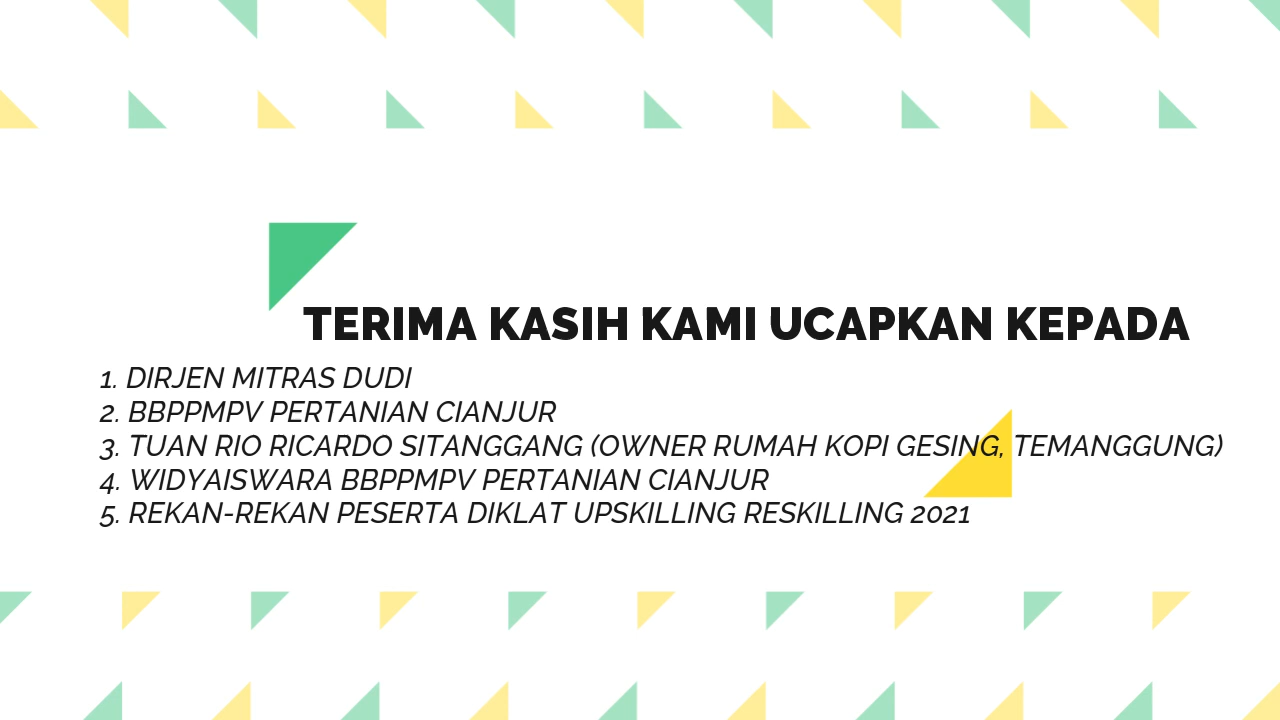 TERIMA KASIH KAMI UCAPKAN KEPADA
1. DIRJEN MITRAS DUDI
2. BBPPMPV PERTANIAN CIANJUR
3. TUAN RIO RICARDO SITANGGANG (OWNER RUMAH KOPI GESING, TEMANGGUNG)
4. WIDYAISWARA BBPPMPV PERTANIAN CIANJUR
5. REKAN-REKAN PESERTA DIKLAT UPSKILLING RESKILLING 2021